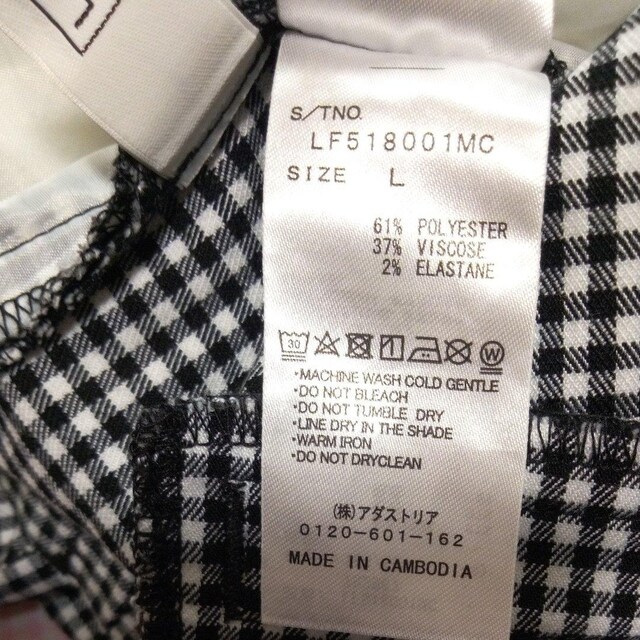 S/TNO.
LF518001MC
SIZE L
61% POLYESTER
37% VISCOSE
2% ELASTANE
30 W
・MACHINE WASH COLD GENTLE
・DO NOT BLEACH
・DO NOT TUMBLE DRY
・LINE DRY IN THE SHADE
・WARM IRON
・DO NOT DRYCLEAN
(株)アダストリア
0120-601-162
MADE IN CAMBODIA